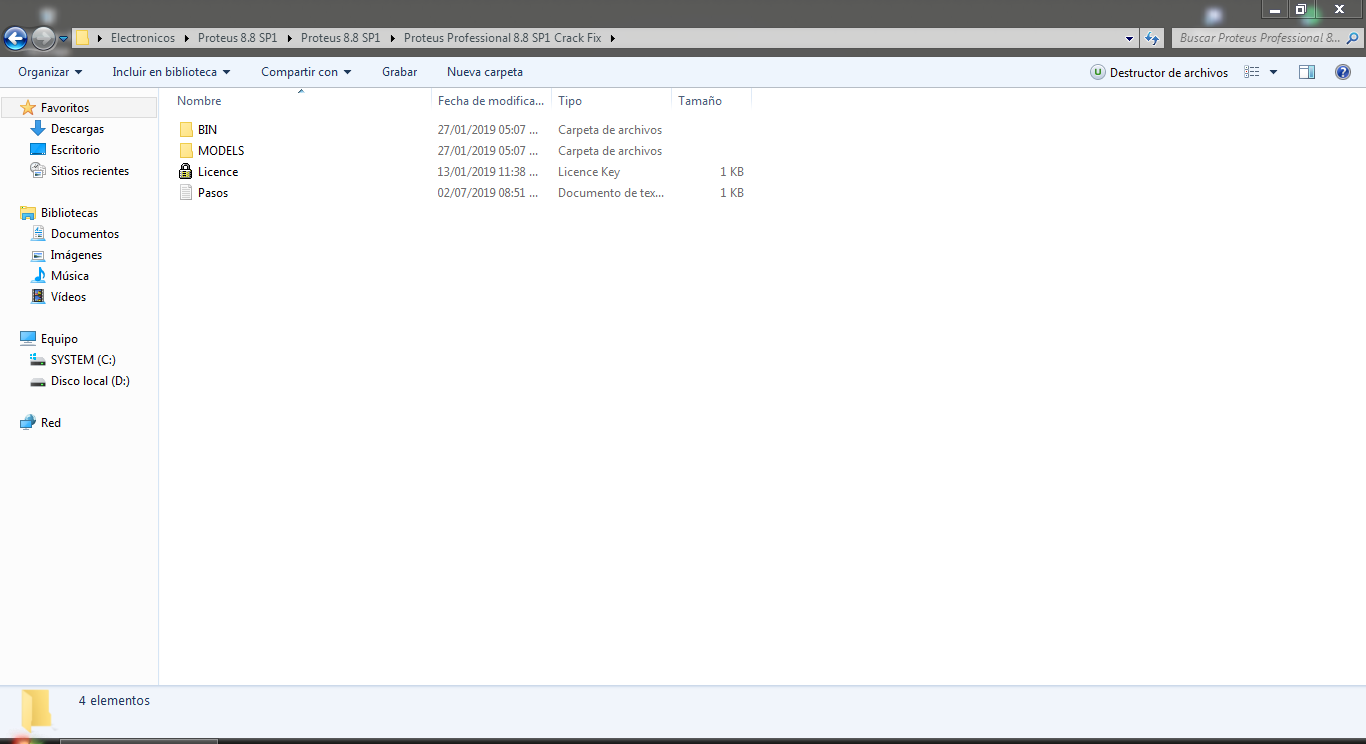 Electronicos Proteus 8.8 SP1 Proteus 8.8 SP1 Proteus Professional 8.8 SP1 Crack Fix
Buscar Proteus Professional 8....
Organizar Incluir en biblioteca Compartir con Grabar Nueva carpeta
Destructor de archivos
Nombre Fecha de modifica... Tipo Tamaño
BIN 27/01/2019 05:07 ... Carpeta de archivos
MODELS 27/01/2019 05:07 ... Carpeta de archivos
Licence 13/01/2019 11:38 ... Licence Key 1 KB
Pasos 02/07/2019 08:51 ... Documento de tex... 1 KB
Favoritos
Descargas
Escritorio
Sitios recientes
Bibliotecas
Documentos
Imágenes
Música
Vídeos
Equipo
SYSTEM (C:)
Disco local (D:)
Red
4 elementos